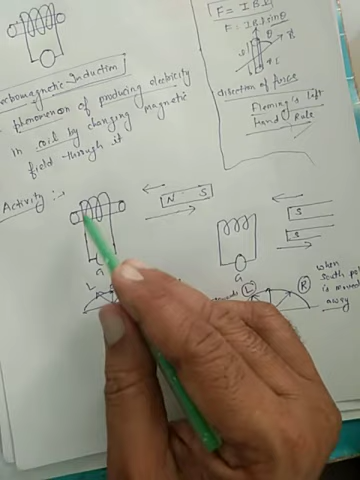 F = I B l
F = I B l sinθ
θ
direction of force
Fleming's left
Hand Rule
Electromagnetic Induction
phenomenon of producing electricity
in coil by changing magnetic
field through it
Activity :-
N - S
S
S
G
G
L
L
R
when
south pole
is moved
away